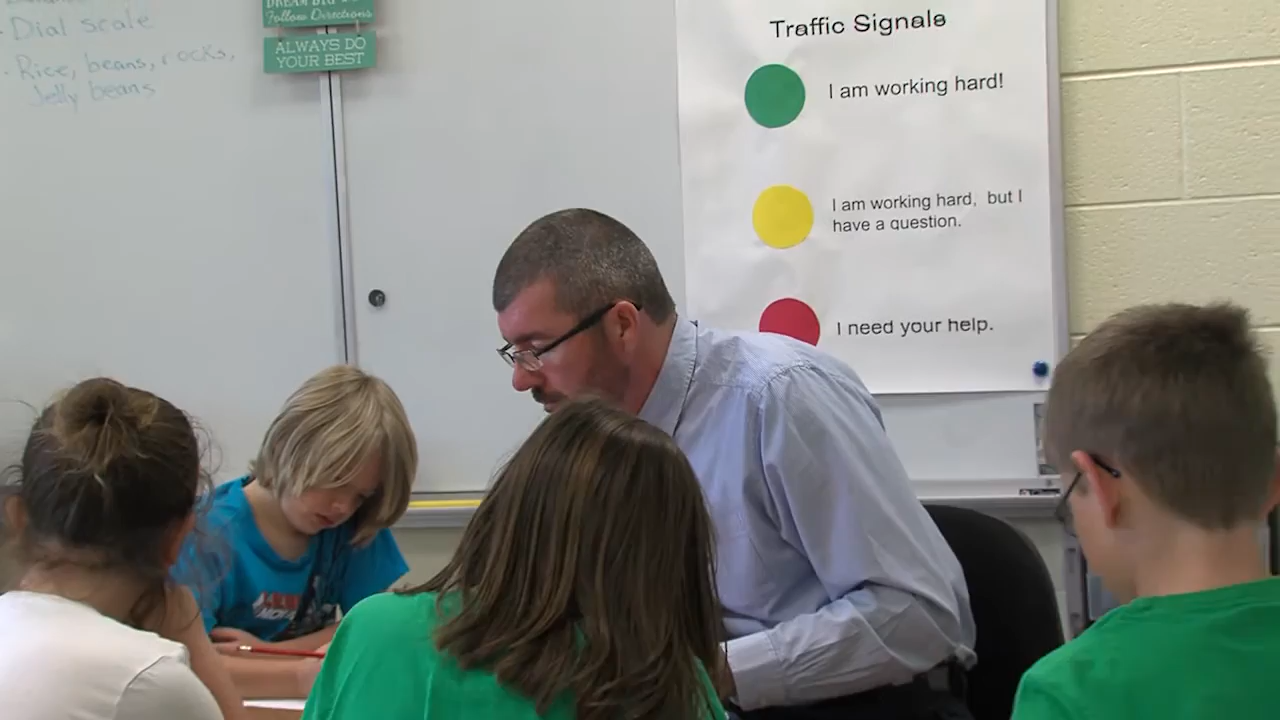 · Dial scale
· Rice, beans, rocks,
Jelly beans
Follow Directions
ALWAYS DO
YOUR BEST
Traffic Signals
I am working hard!
I am working hard, but I
have a question.
I need your help.